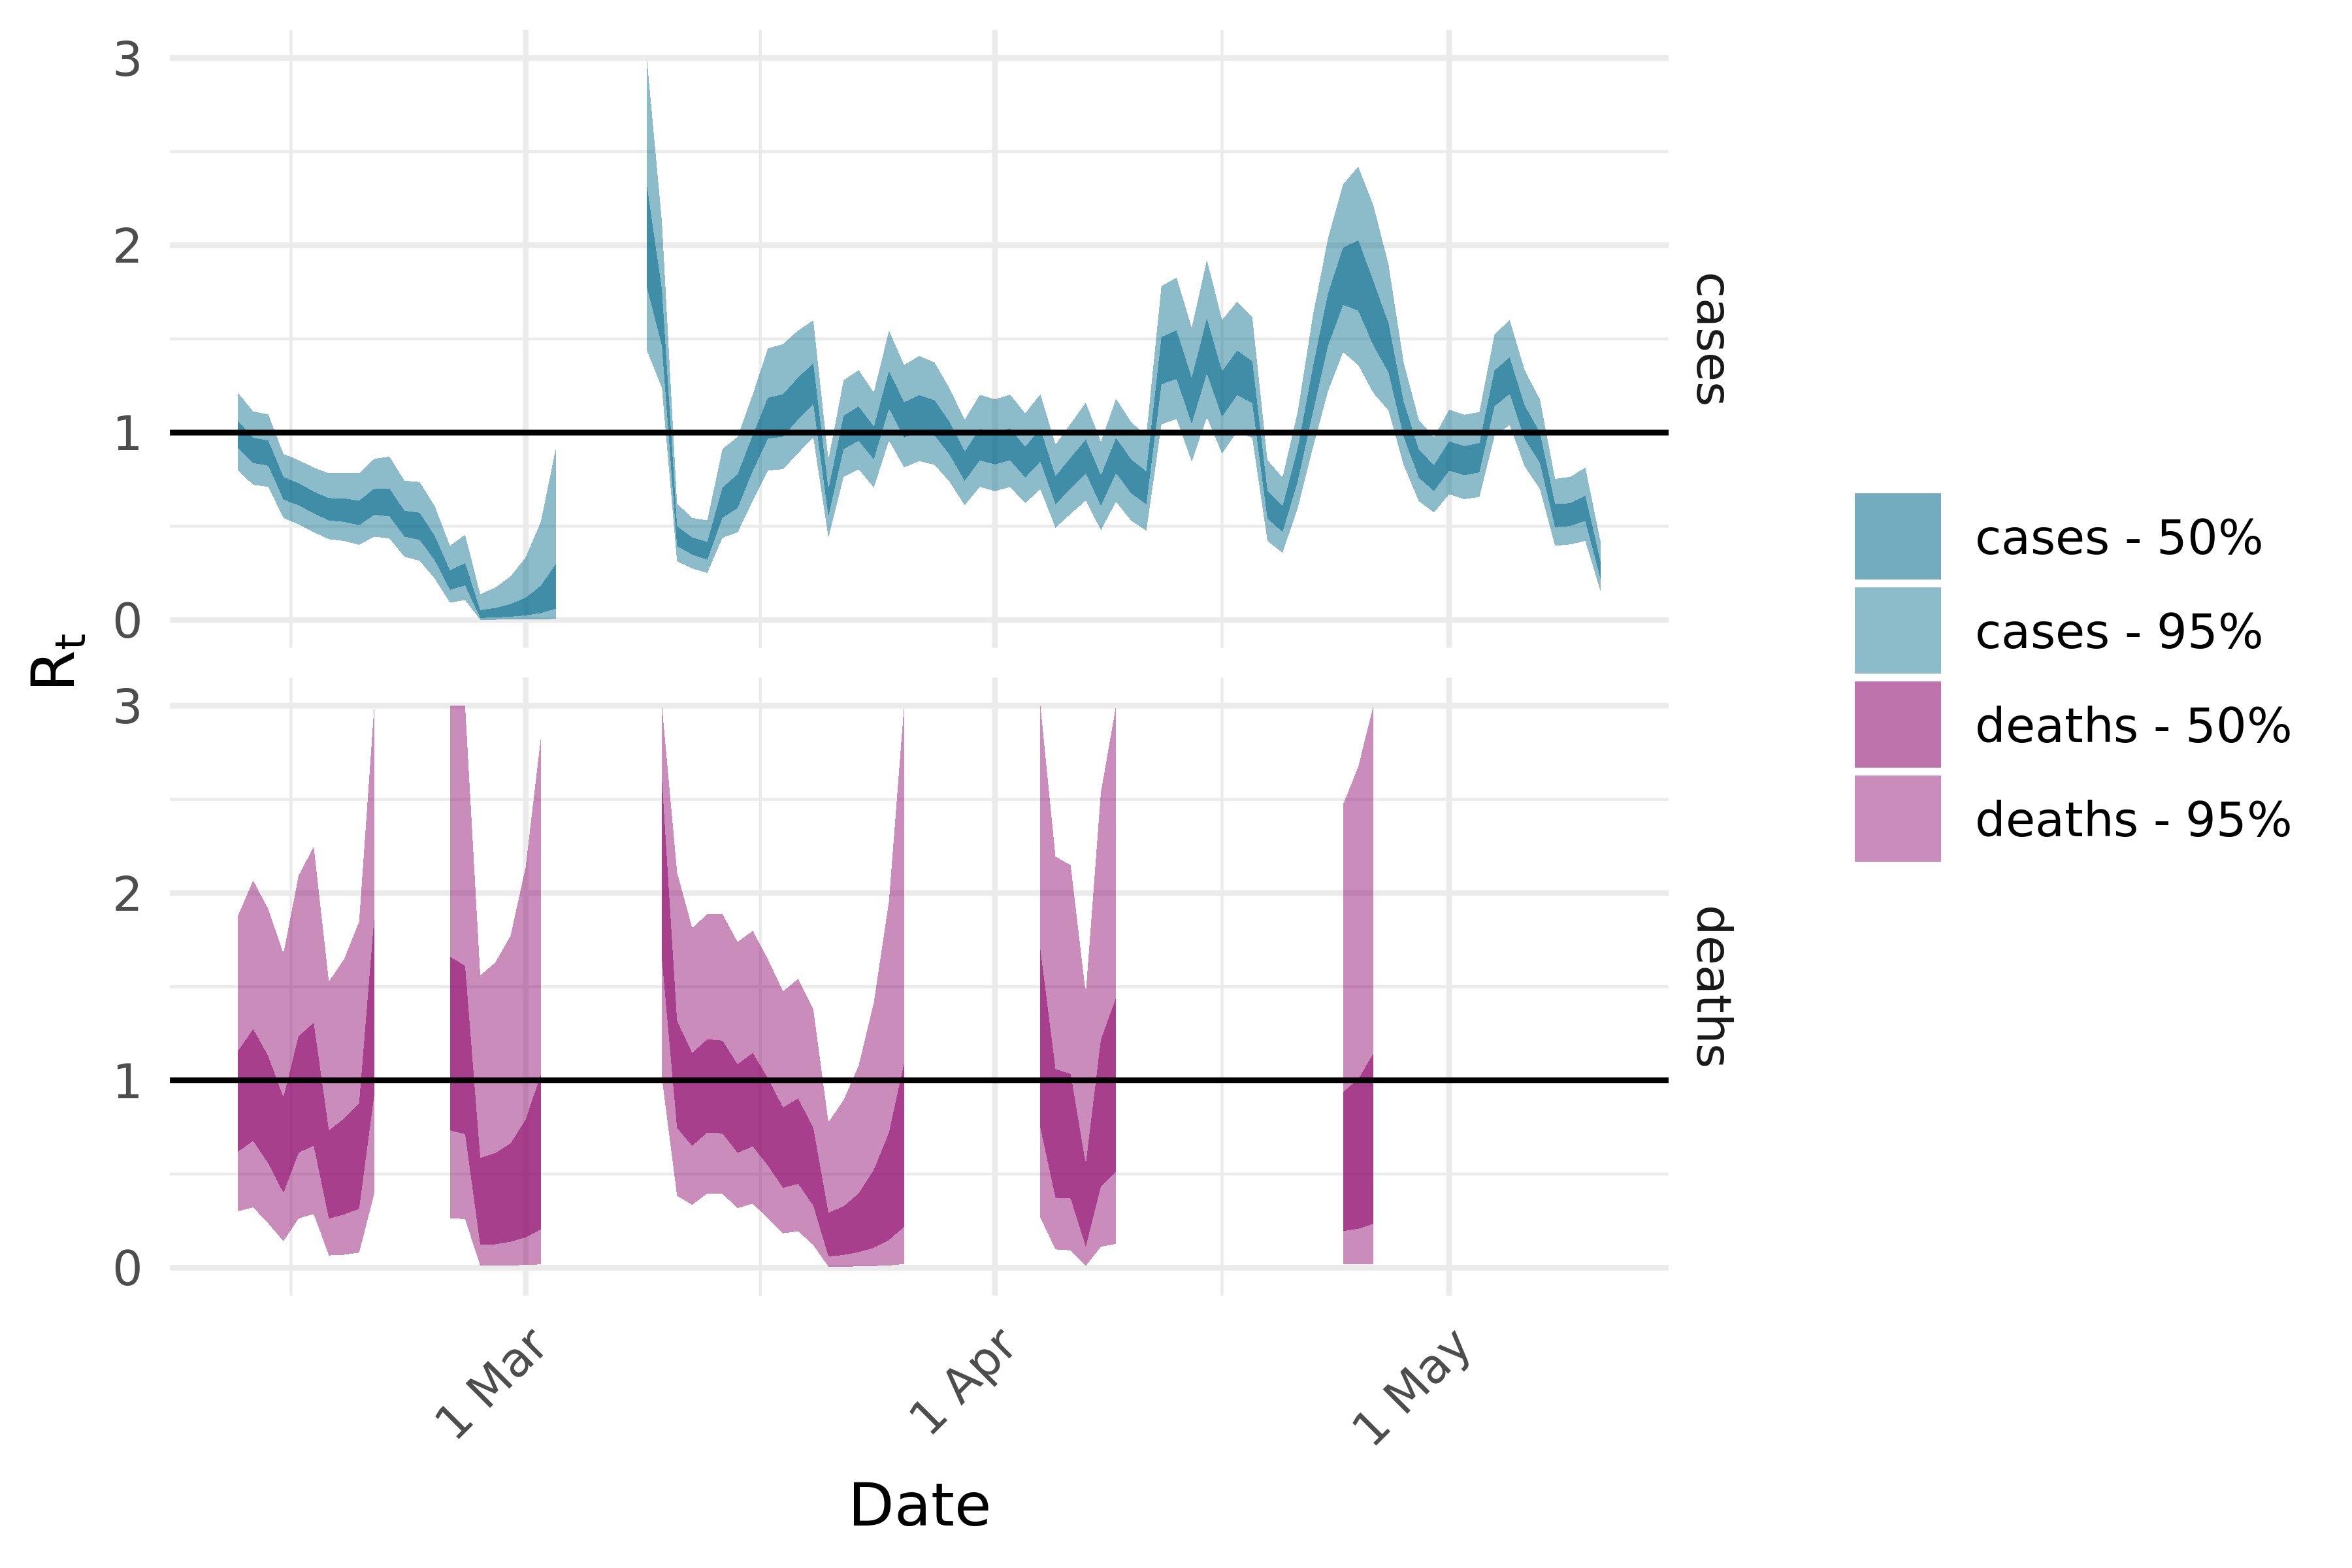 3
2
1
0
cases
3
2
1
0
deaths
Rt
1 Mar
1 Apr
1 May
Date
cases - 50%
cases - 95%
deaths - 50%
deaths - 95%